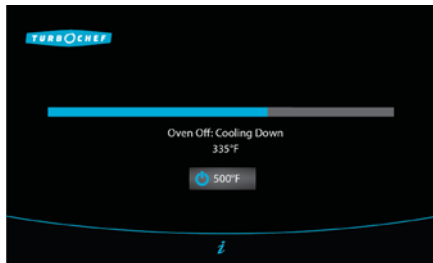 TURBOCHEF
Oven Off: Cooling Down
335°F
500°F
i